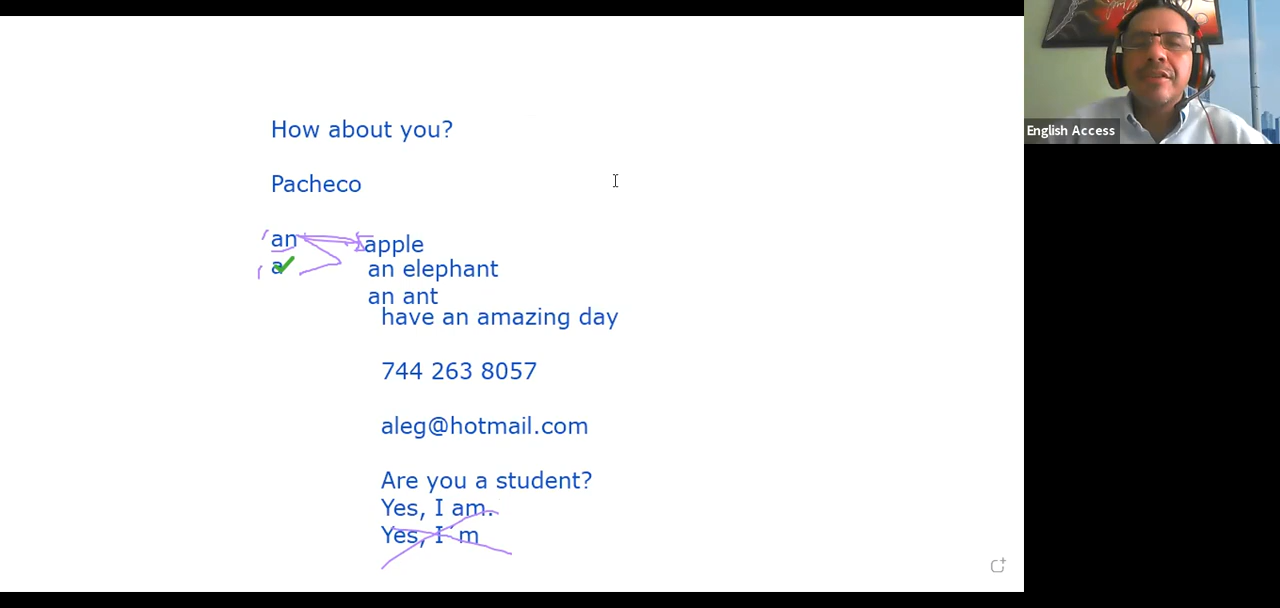 How about you?
Pacheco
an
apple
a
an elephant
an ant
have an amazing day
744 263 8057
aleg@hotmail.com
Are you a student?
Yes, I am.
Yes, I´m
English Access